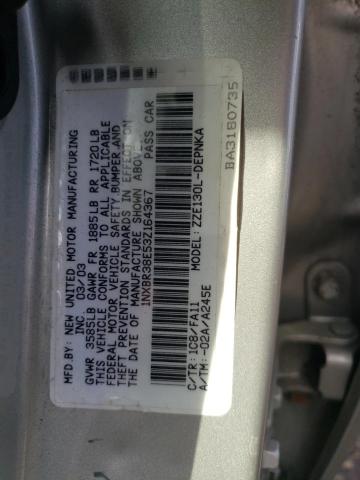 MFD.BY: NEW UNITED MOTOR MANUFACTURING
INC. 03/03
GVWR 3585LB GAWR FR 1885LB RR 1720LB
THIS VEHICLE CONFORMS TO ALL APPLICABLE
FEDERAL MOTOR VEHICLE SAFETY, BUMPER AND
THEFT PREVENTION STANDARDS IN EFFECT ON
THE DATE OF MANUFACTURE SHOWN ABOVE.
1NXBR38E53Z164367 PASS CAR
C/TR: 1C8/FA11 MODEL: ZZE130L-DEPNKA
A/TM: -02A/A245E
BA3180735